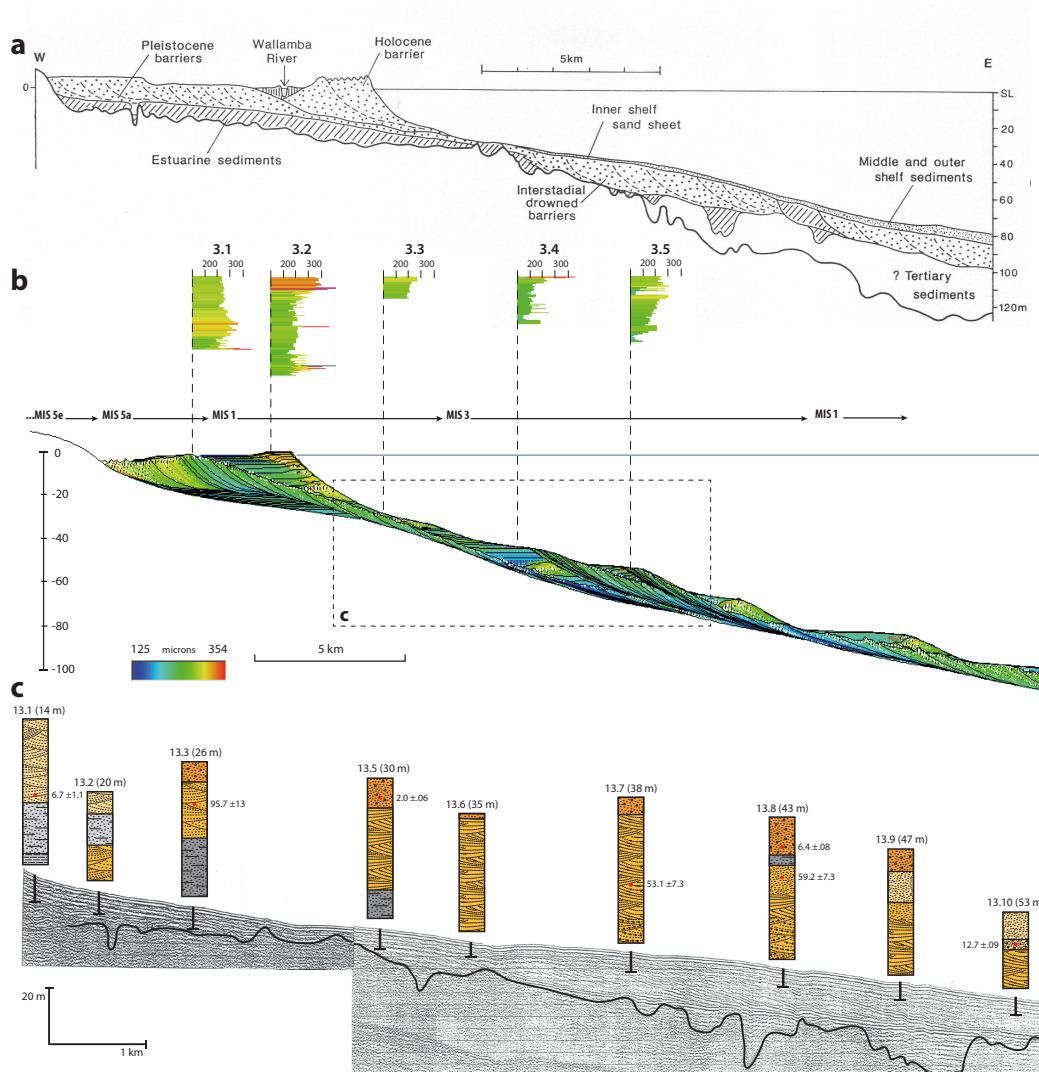 a
W
Pleistocene
barriers
Wallamba
River
Holocene
barrier
5km
E
0
SL
20
40
60
80
100
120m
Inner shelf
sand sheet
Estuarine sediments
Middle and outer
shelf sediments
Interstadial
drowned
barriers
? Tertiary
sediments
b
3.1
200 300
3.2
200 300
3.3
200 300
3.4
200 300
3.5
200 300
...MIS 5e
MIS 5a
MIS 1
MIS 3
MIS 1
0
-20
-40
-60
-80
-100
c
125 microns 354
5 km
c
13.1 (14 m)
6.7 ±1.1
13.2 (20 m)
13.3 (26 m)
95.7 ±13
13.5 (30 m)
2.0 ±.06
13.6 (35 m)
13.7 (38 m)
53.1 ±7.3
13.8 (43 m)
6.4 ±.08
59.2 ±7.3
13.9 (47 m)
13.10 (53 m)
12.7 ±.09
20 m
1 km